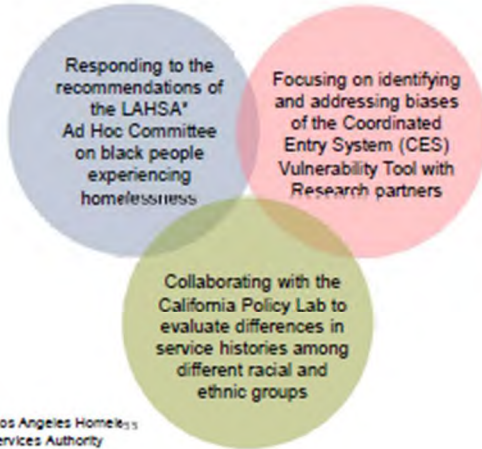 Responding to the
recommendations of
the LAHSA*
Ad Hoc Committee
on black people
experiencing
homelessness
Focusing on identifying
and addressing biases
of the Coordinated
Entry System (CES)
Vulnerability Tool with
Research partners
Collaborating with the
California Policy Lab to
evaluate differences in
service histories among
different racial and
ethnic groups
os Angeles Homeless
ervices Authority